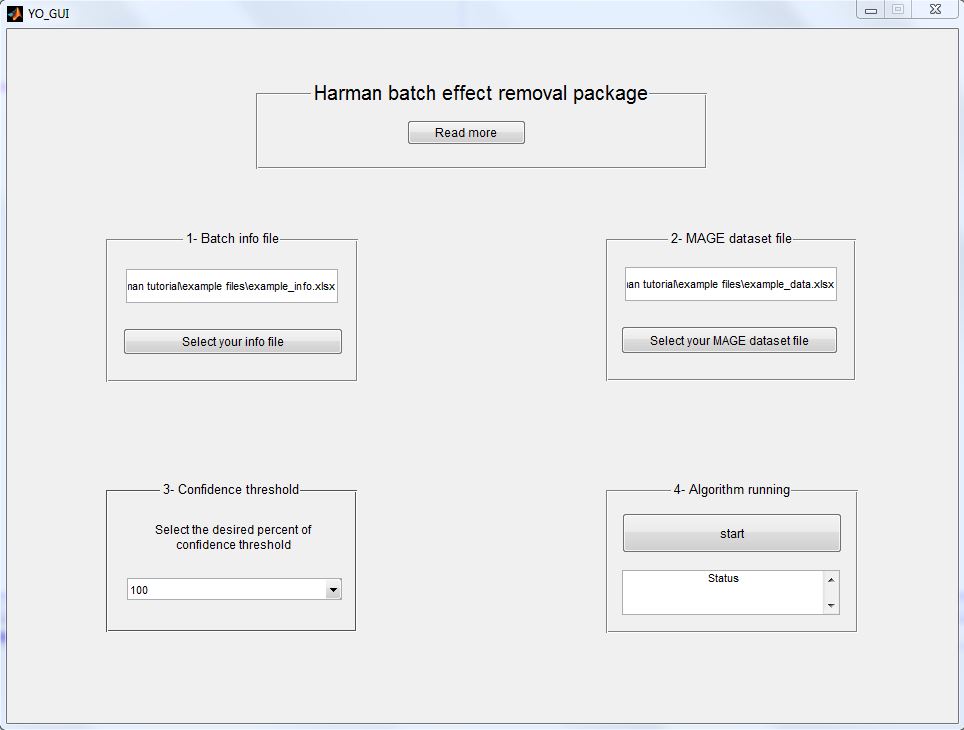 YO_GUI
Harman batch effect removal package
Read more
1- Batch info file
tutorial\example files\example_info.xlsx
Select your info file
2- MAGE dataset file
tutorial\example files\example_data.xlsx
Select your MAGE dataset file
3- Confidence threshold
Select the desired percent of
confidence threshold
100
4- Algorithm running
start
Status